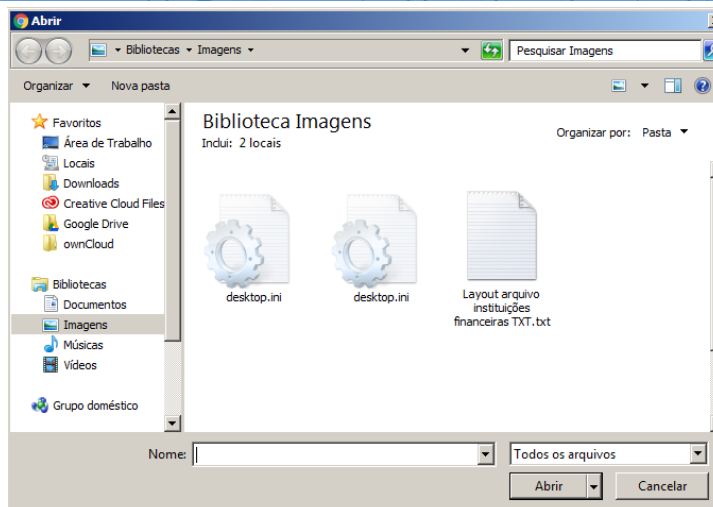 Abrir
Bibliotecas Imagens
Pesquisar Imagens
Organizar Nova pasta
Favoritos
Área de Trabalho
Locais
Downloads
Creative Cloud Files
Google Drive
ownCloud
Bibliotecas
Documentos
Imagens
Músicas
Vídeos
Grupo doméstico
Biblioteca Imagens
Inclui: 2 locais
Organizar por: Pasta
desktop.ini
desktop.ini
Layout arquivo
instituições
financeiras TXT.txt
Nome:
Todos os arquivos
Abrir
Cancelar